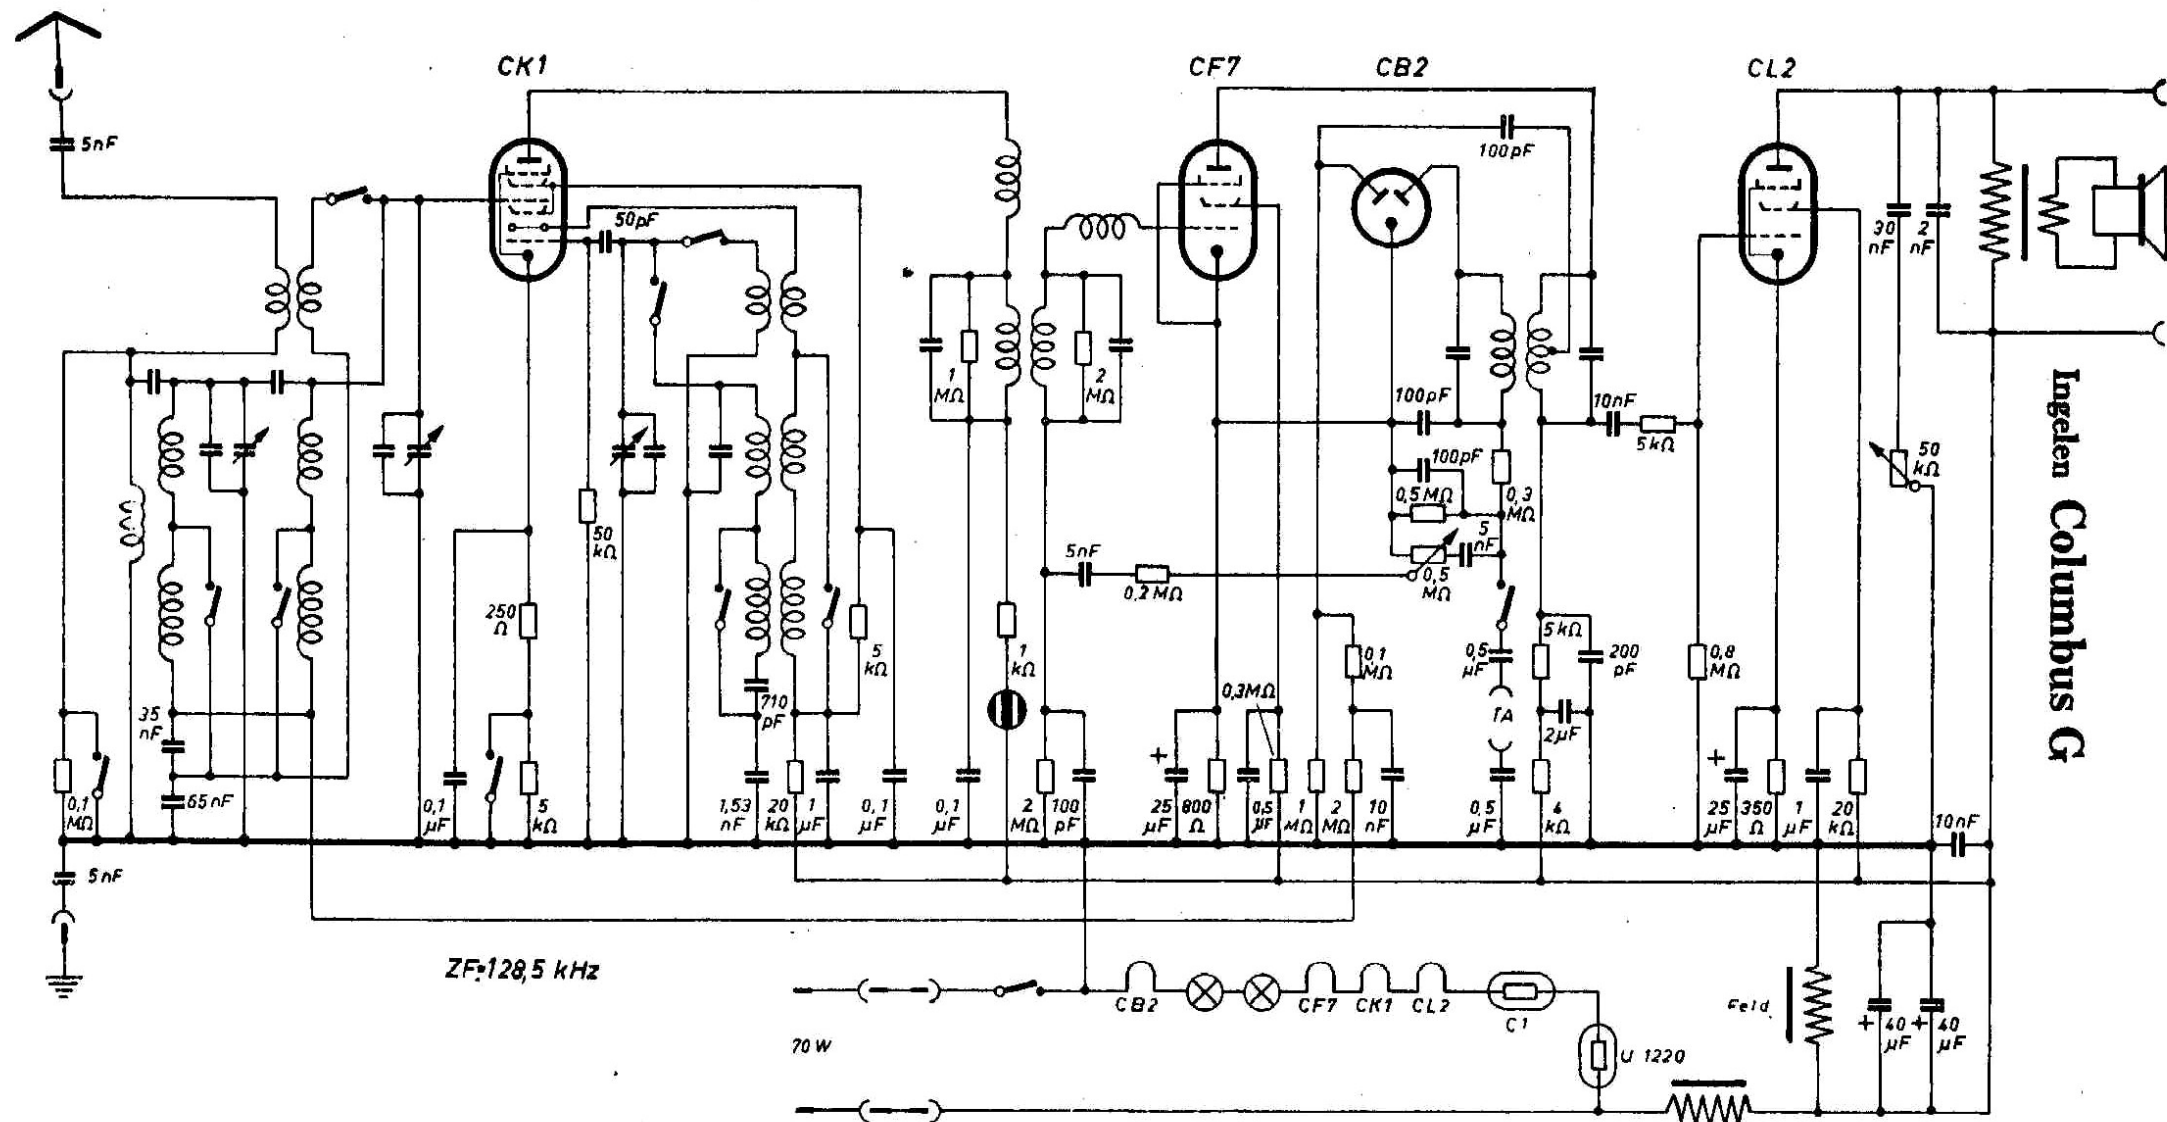 CK1
CF7
CB2
CL2
5nF
50pF
100pF
30 nF
2 nF
1 MΩ
2 MΩ
100pF
10nF
5kΩ
100pF
0,5MΩ
0,3 MΩ
5 nF
50 kΩ
50 kΩ
5nF
0,2MΩ
0,5 MΩ
250 Ω
5 kΩ
1 kΩ
0,1 MΩ
0,5 µF
5kΩ
200 pF
0,8 MΩ
35 nF
710 pF
0,3MΩ
TA
2µF
65nF
0,1 MΩ
0,1 µF
5 kΩ
1,53 nF
20 kΩ
1 µF
0,1 µF
0,1 µF
2 MΩ
100 pF
+
25 µF
800 Ω
0,5 µF
1 MΩ
2 MΩ
10 nF
0,5 µF
4 kΩ
+
25 µF
350 Ω
1 µF
20 kΩ
10nF
5nF
Ingelen Columbus G
ZF=128,5 kHz
CB2
CF7
CK1
CL2
C1
U 1220
70W
Feld
+ 40 µF
+ 40 µF